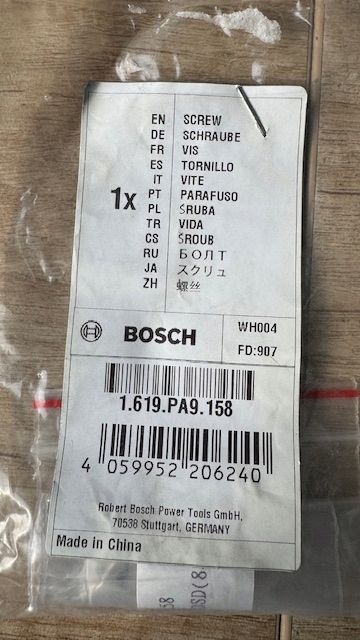 EN SCREW
DE SCHRAUBE
FR VIS
ES TORNILLO
IT VITE
1x PT PARAFUSO
PL ŚRUBA
TR VIDA
CS ŠROUB
RU БОЛТ
JA スクリュ
ZH 螺丝
BOSCH
WH004
FD:907
1.619.PA9.158
4 059952 206240
Robert Bosch Power Tools GmbH,
70538 Stuttgart, GERMANY
Made in China